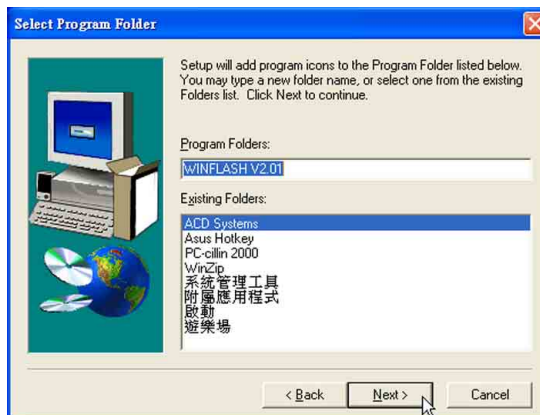 Select Program Folder
Setup will add program icons to the Program Folder listed below.
You may type a new folder name, or select one from the existing
Folders list.  Click Next to continue.
Program Folders:
WINFLASH V2.01
Existing Folders:
ACD Systems
Asus Hotkey
PC-cillin 2000
WinZip
系統管理工具
附屬應用程式
啟動
遊樂場
< Back
Next >
Cancel